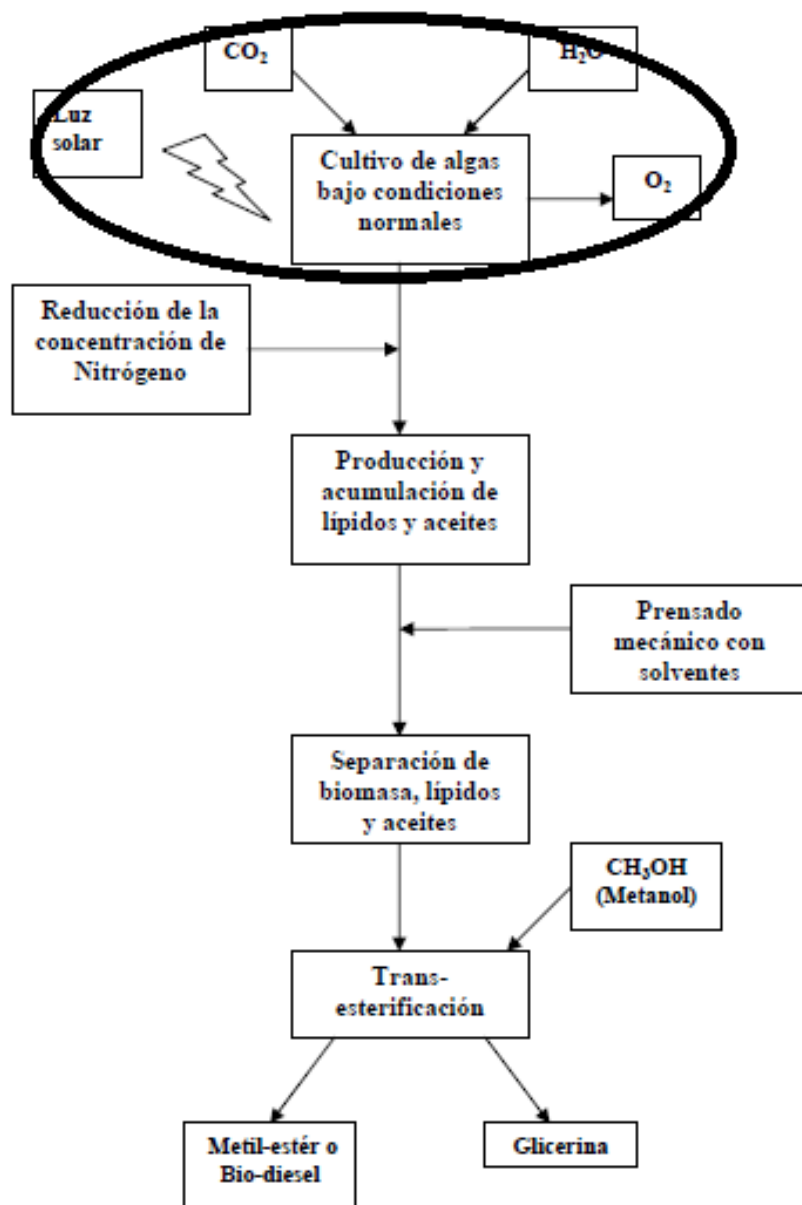 CO₂
H₂O
Luz
solar
Cultivo de algas
bajo condiciones
normales
O₂
Reducción de la
concentración de
Nitrógeno
Producción y
acumulación de
lípidos y aceites
Prensado
mecánico con
solventes
Separación de
biomasa, lípidos
y aceites
CH₃OH
(Metanol)
Trans-
esterificación
Metil-estér o
Bio-diesel
Glicerina